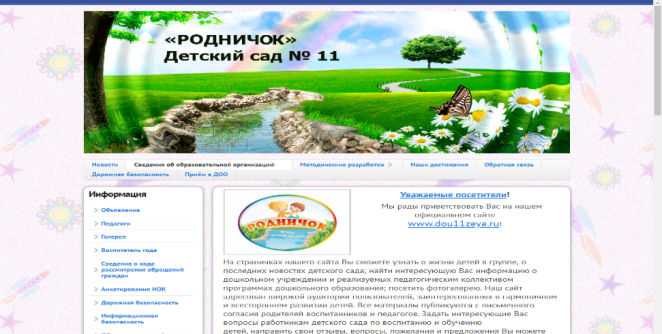 «РОДНИЧОК»
Детский сад № 11
Новости
Сведения об образовательной организации
Методические разработки
Наши достижения
Обратная связь
Дорожная безопасность
Приём в ДОО
Информация
Объявления
Педагоги
Галерея
Воспитатель года
Сведения о ходе
рассмотрения обращений
граждан
Анкетирование НОК
Дорожная безопасность
Информационная
безопасность
РОДНИЧОК
Уважаемые посетители!
Мы рады приветствовать Вас на нашем
официальном сайте
www.dou11zeya.ru!
На страничках нашего сайта Вы сможете узнать о жизни детей в группе, о
последних новостях детского сада; найти интересующую Вас информацию о
дошкольном учреждении и реализуемых педагогическим коллективом
программах дошкольного образования; посетить фотогалерею. Наш сайт
адресован широкой аудитории пользователей, заинтересованных в гармоничном
и всестороннем развитии детей. Все материалы публикуются с письменного
согласия родителей воспитанников и педагогов. Задать интересующие Вас
вопросы работникам детского сада по воспитанию и обучению
детей, направить свои отзывы, вопросы, пожелания и предложения Вы можете